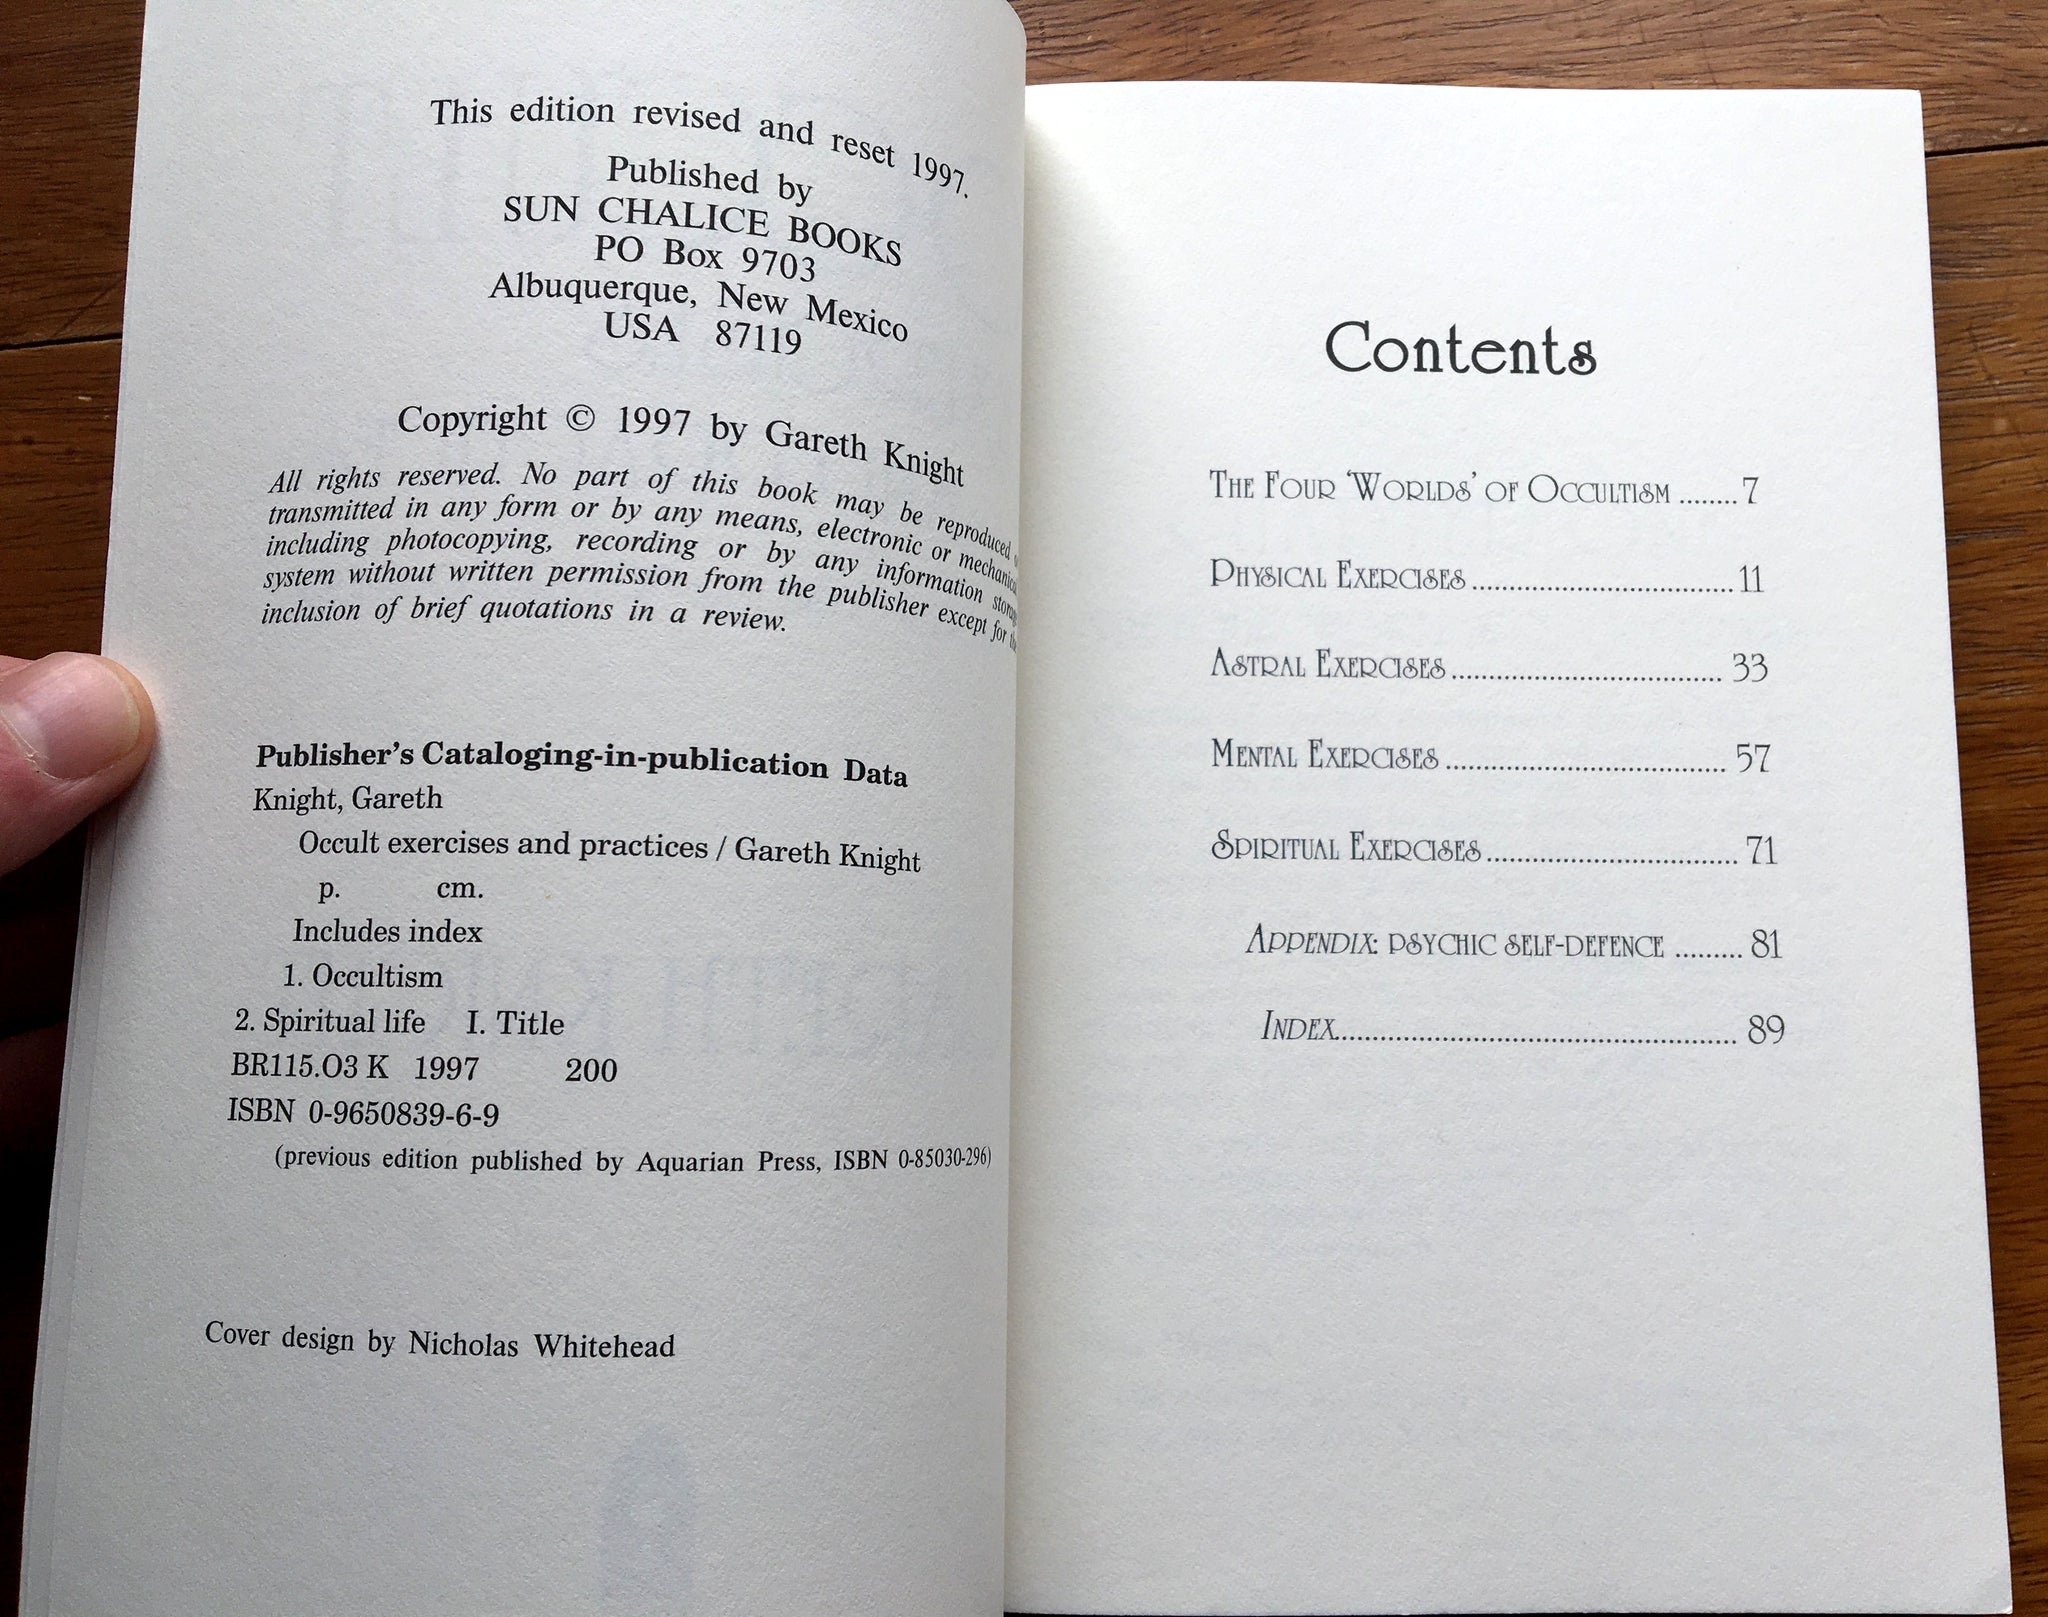 This edition revised and reset 1997.
Published by
SUN CHALICE BOOKS
PO Box 9703
Albuquerque, New Mexico
USA 87119
Copyright © 1997 by Gareth Knight
All rights reserved. No part of this book may be reproduced
transmitted in any form or by any means, electronic or mechanical
including photocopying, recording or by any information storage
system without written permission from the publisher except for the
inclusion of brief quotations in a review.
Publisher's Cataloging-in-publication Data
Knight, Gareth
Occult exercises and practices / Gareth Knight
p. cm.
Includes index
1. Occultism
2. Spiritual life I. Title
BR115.O3 K 1997 200
ISBN 0-9650839-6-9
(previous edition published by Aquarian Press, ISBN 0-85030-296)
Cover design by Nicholas Whitehead
Contents
THE FOUR 'WORLDS' OF OCCULTISM ........ 7
PHYSICAL EXERCISES .................................. 11
ASTRAL EXERCISES ................................... 33
MENTAL EXERCISES .................................... 57
SPIRITUAL EXERCISES ................................ 71
APPENDIX: PSYCHIC SELF-DEFENCE ......... 81
INDEX .................................................... 89